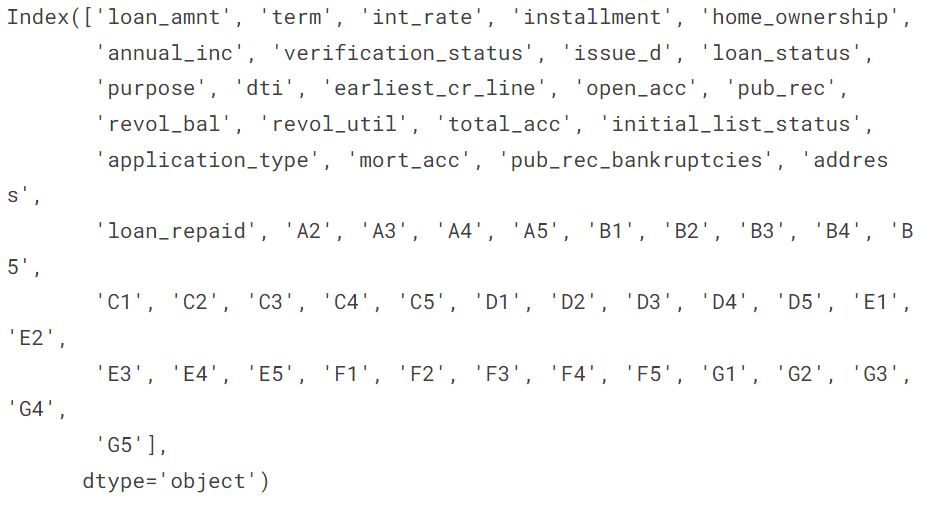 Index(['loan_amnt', 'term', 'int_rate', 'installment', 'home_ownership',
'annual_inc', 'verification_status', 'issue_d', 'loan_status',
'purpose', 'dti', 'earliest_cr_line', 'open_acc', 'pub_rec',
'revol_bal', 'revol_util', 'total_acc', 'initial_list_status',
'application_type', 'mort_acc', 'pub_rec_bankruptcies', 'addres
s',
'loan_repaid', 'A2', 'A3', 'A4', 'A5', 'B1', 'B2', 'B3', 'B4', 'B
5',
'C1', 'C2', 'C3', 'C4', 'C5', 'D1', 'D2', 'D3', 'D4', 'D5', 'E1',
'E2',
'E3', 'E4', 'E5', 'F1', 'F2', 'F3', 'F4', 'F5', 'G1', 'G2', 'G3',
'G4',
'G5'],
dtype='object')